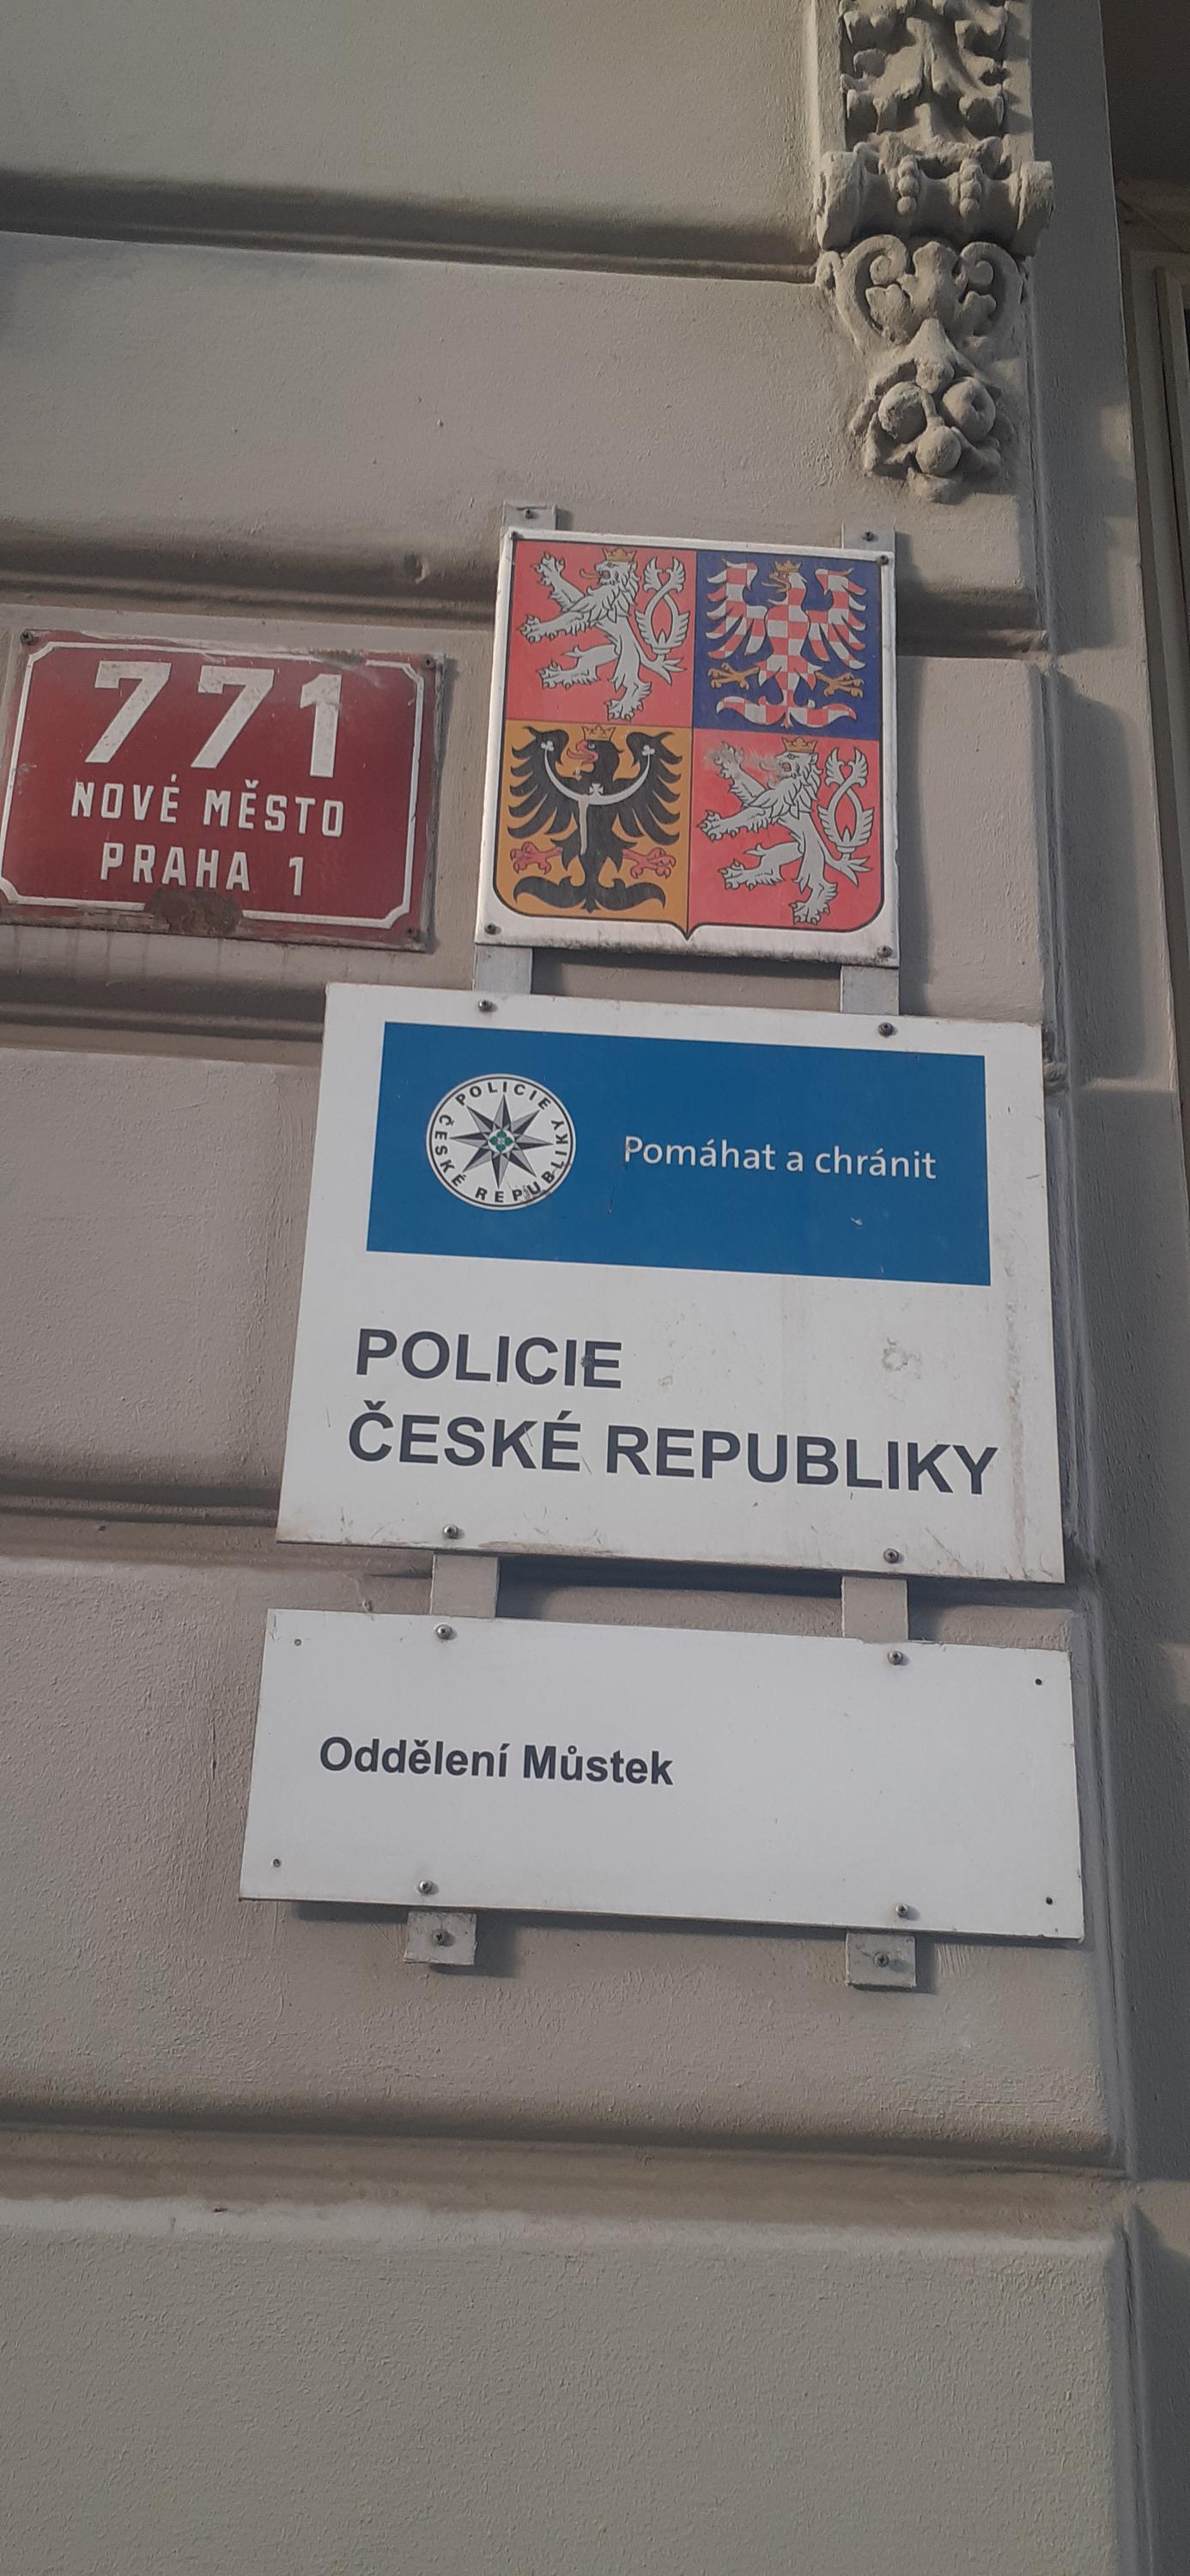 771
NOVÉ MĚSTO
PRAHA 1
POLICIE ČESKÉ REPUBLIKY
Pomáhat a chránit
POLICIE
ČESKÉ REPUBLIKY
Oddělení Můstek